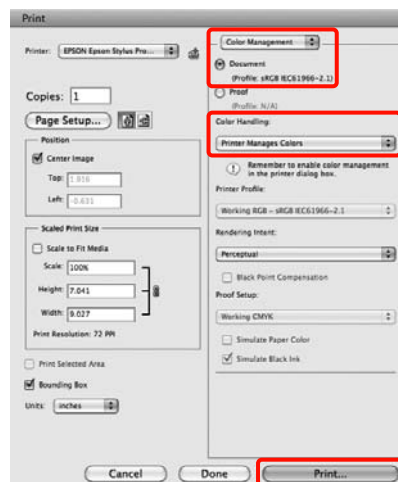 Print
Printer: EPSON Epson Stylus Pro...
Copies: 1
Page Setup...
Position
Center Image
Top: 1.916
Left: -0.631
Scaled Print Size
Scale to Fit Media
Scale: 100%
Height: 7.041
Width: 9.027
Print Resolution: 72 PPI
Print Selected Area
Bounding Box
Units: inches
Color Management
Document
(Profile: sRGB IEC61966-2.1)
Proof
(Profile: N/A)
Color Handling:
Printer Manages Colors
Remember to enable color management
in the printer dialog box.
Printer Profile:
Working RGB - sRGB IEC61966-2.1
Rendering Intent:
Perceptual
Black Point Compensation
Proof Setup:
Working CMYK
Simulate Paper Color
Simulate Black Ink
Cancel
Done
Print...